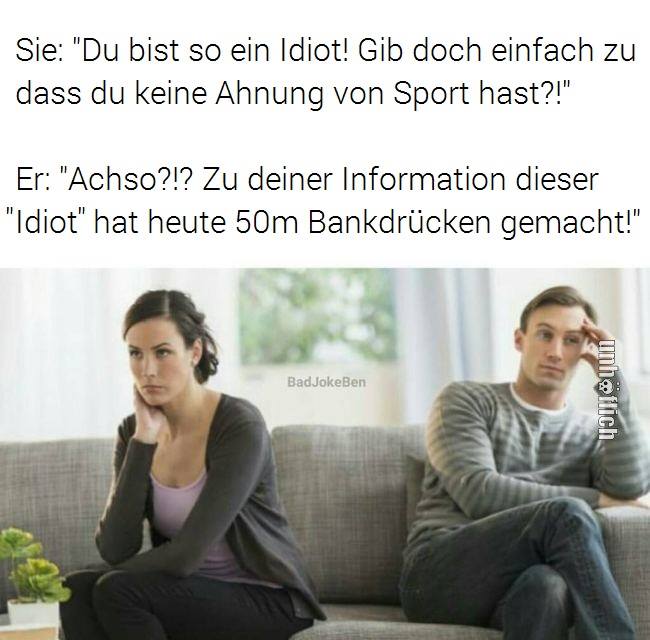 Sie: "Du bist so ein Idiot! Gib doch einfach zu
dass du keine Ahnung von Sport hast?!"
Er: "Achso?!? Zu deiner Information dieser
"Idiot" hat heute 50m Bankdrücken gemacht!"
BadJokeBen
unhöflich